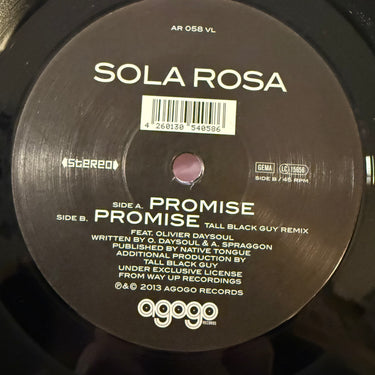 AR 058 VL
SOLA ROSA
4 260130 540586
stereo
GEMA LC 15058
SIDE B / 45 RPM
SIDE A. PROMISE
SIDE B. PROMISE TALL BLACK GUY REMIX
FEAT. OLIVIER DAYSOUL
WRITTEN BY O. DAYSOUL & A. SPRAGGON
PUBLISHED BY NATIVE TONGUE
ADDITIONAL PRODUCTION BY
TALL BLACK GUY
UNDER EXCLUSIVE LICENSE
FROM WAY UP RECORDINGS
℗&© 2013 AGOGO RECORDS
agogo
RECORDS